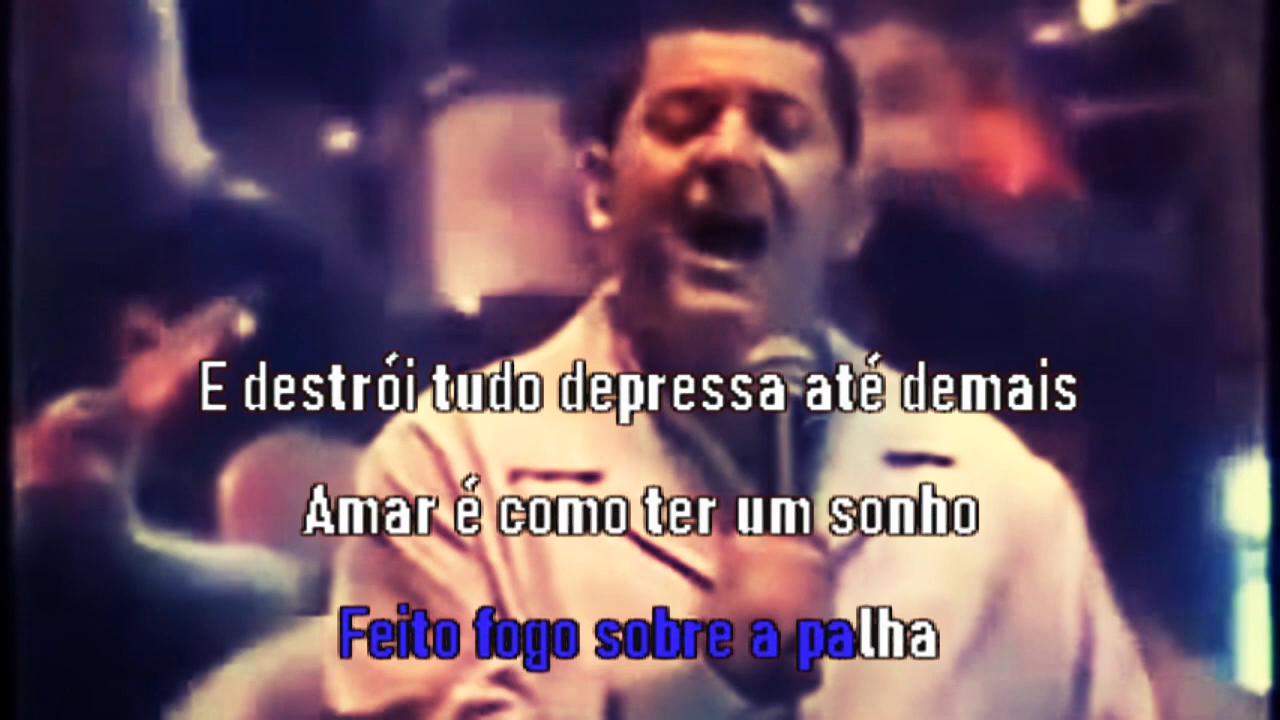 E destrói tudo depressa até demais
Amar é como ter um sonho
Feito fogo sobre a palha